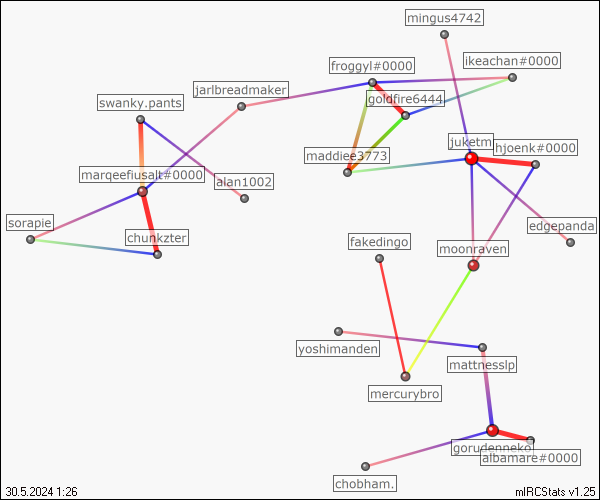 mingus4742
froggyl#0000
ikeachan#0000
jarlbreadmaker
goldfire6444
swanky.pants
juketm
hjoenk#0000
maddiee3773
marqeefiusalt#0000
alan1002
sorapie
edgepanda
chunkzter
fakedingo
moonraven
yoshimanden
mattnesslp
mercurybro
gorudenneko
albamare#0000
chobham.
30.5.2024 1:26
mIRCStats v1.25